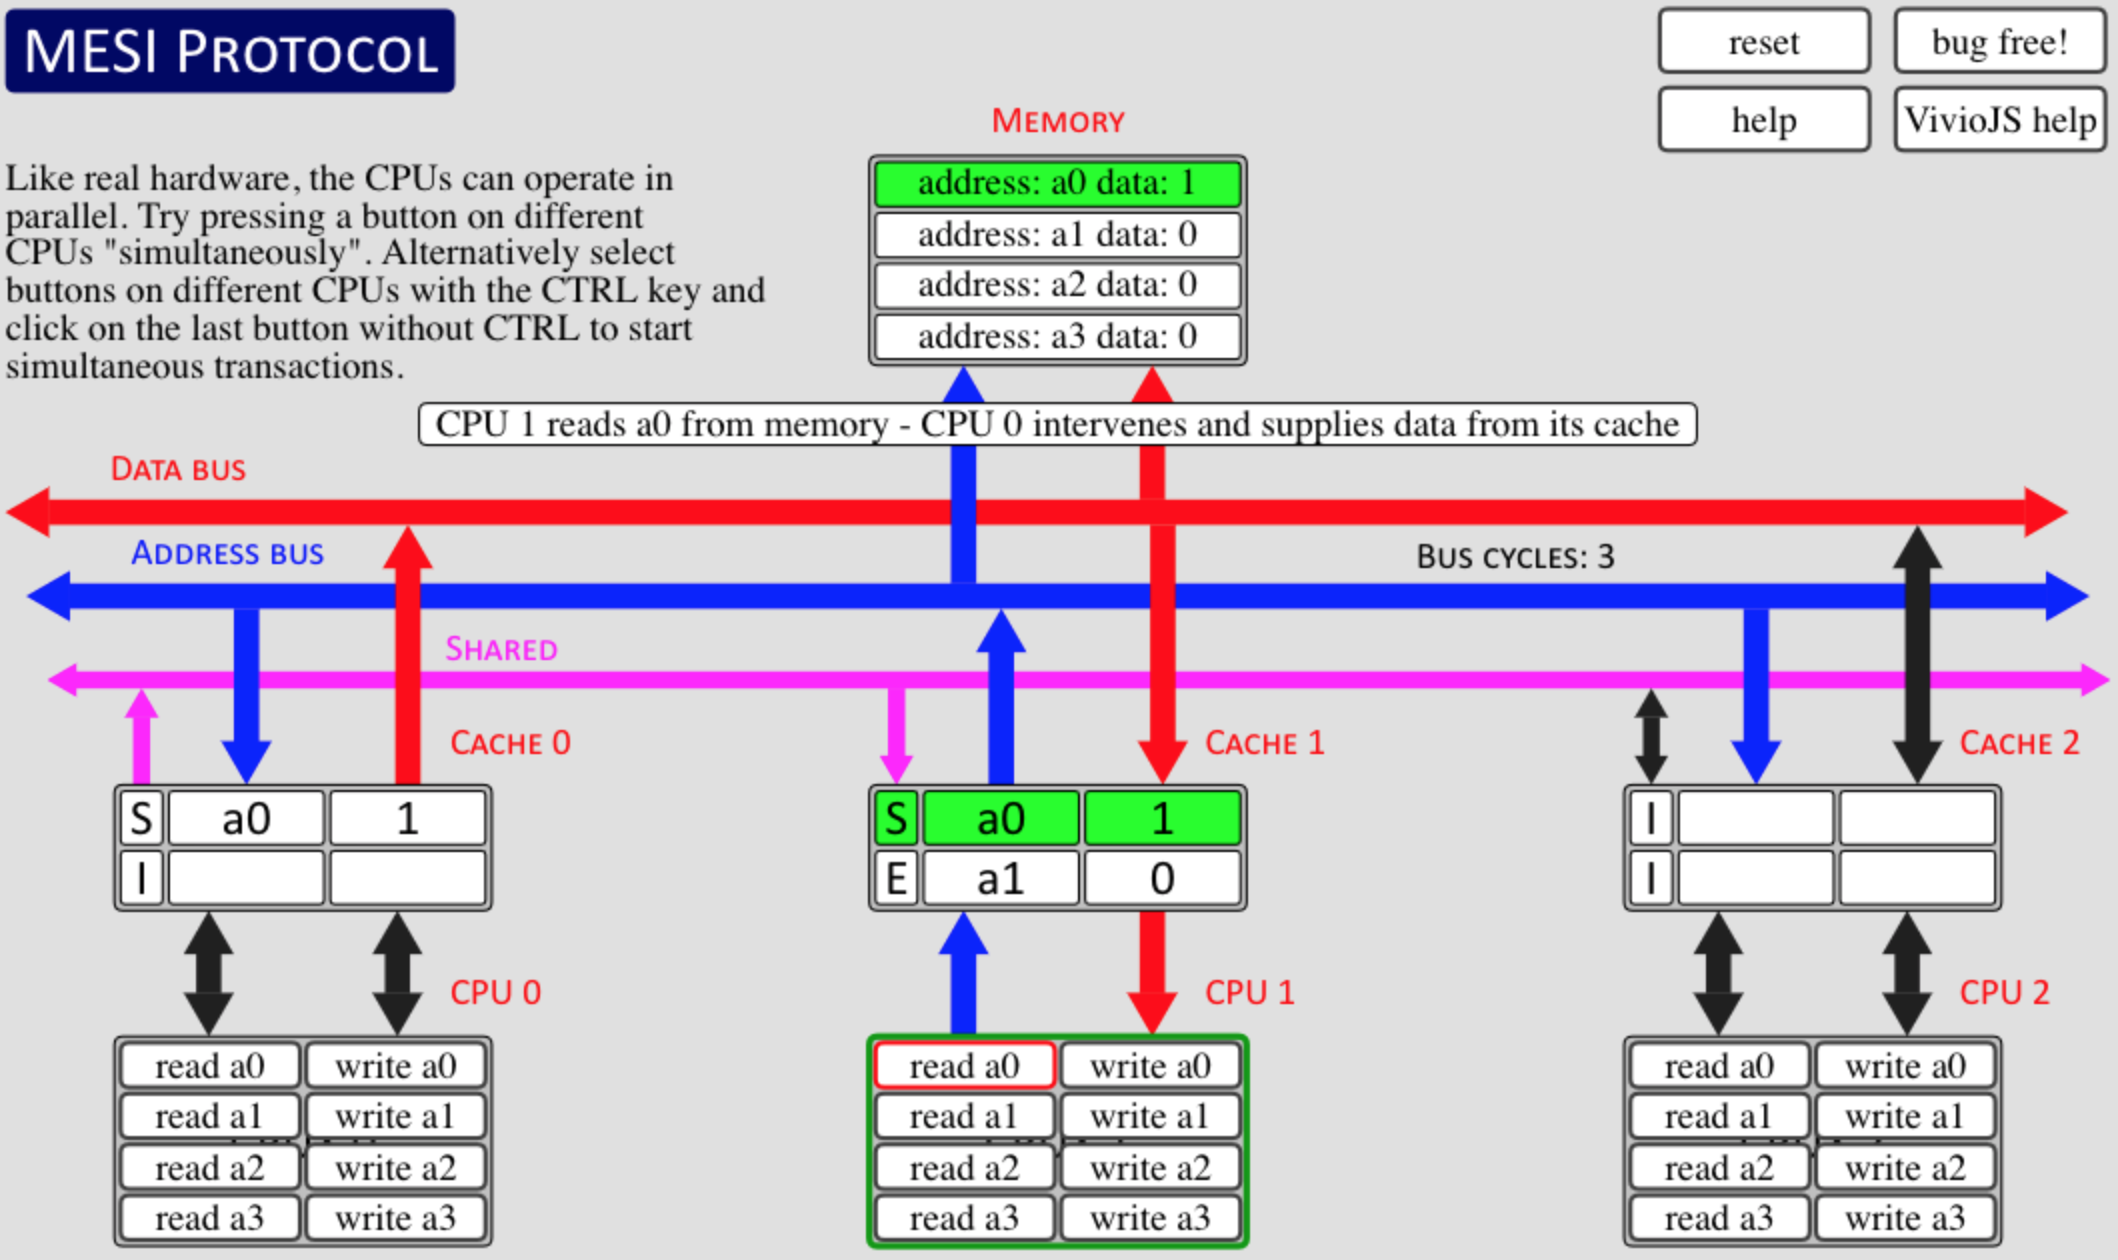 MESI PROTOCOL
reset
bug free!
help
VivioJS help
Like real hardware, the CPUs can operate in
parallel. Try pressing a button on different
CPUs "simultaneously". Alternatively select
buttons on different CPUs with the CTRL key and
click on the last button without CTRL to start
simultaneous transactions.
MEMORY
address: a0 data: 1
address: a1 data: 0
address: a2 data: 0
address: a3 data: 0
CPU 1 reads a0 from memory - CPU 0 intervenes and supplies data from its cache
DATA BUS
ADDRESS BUS
BUS CYCLES: 3
SHARED
CACHE 0
S a0 1
I
CACHE 1
S a0 1
E a1 0
CACHE 2
I
I
CPU 0
read a0 write a0
read a1 write a1
read a2 write a2
read a3 write a3
CPU 1
read a0 write a0
read a1 write a1
read a2 write a2
read a3 write a3
CPU 2
read a0 write a0
read a1 write a1
read a2 write a2
read a3 write a3